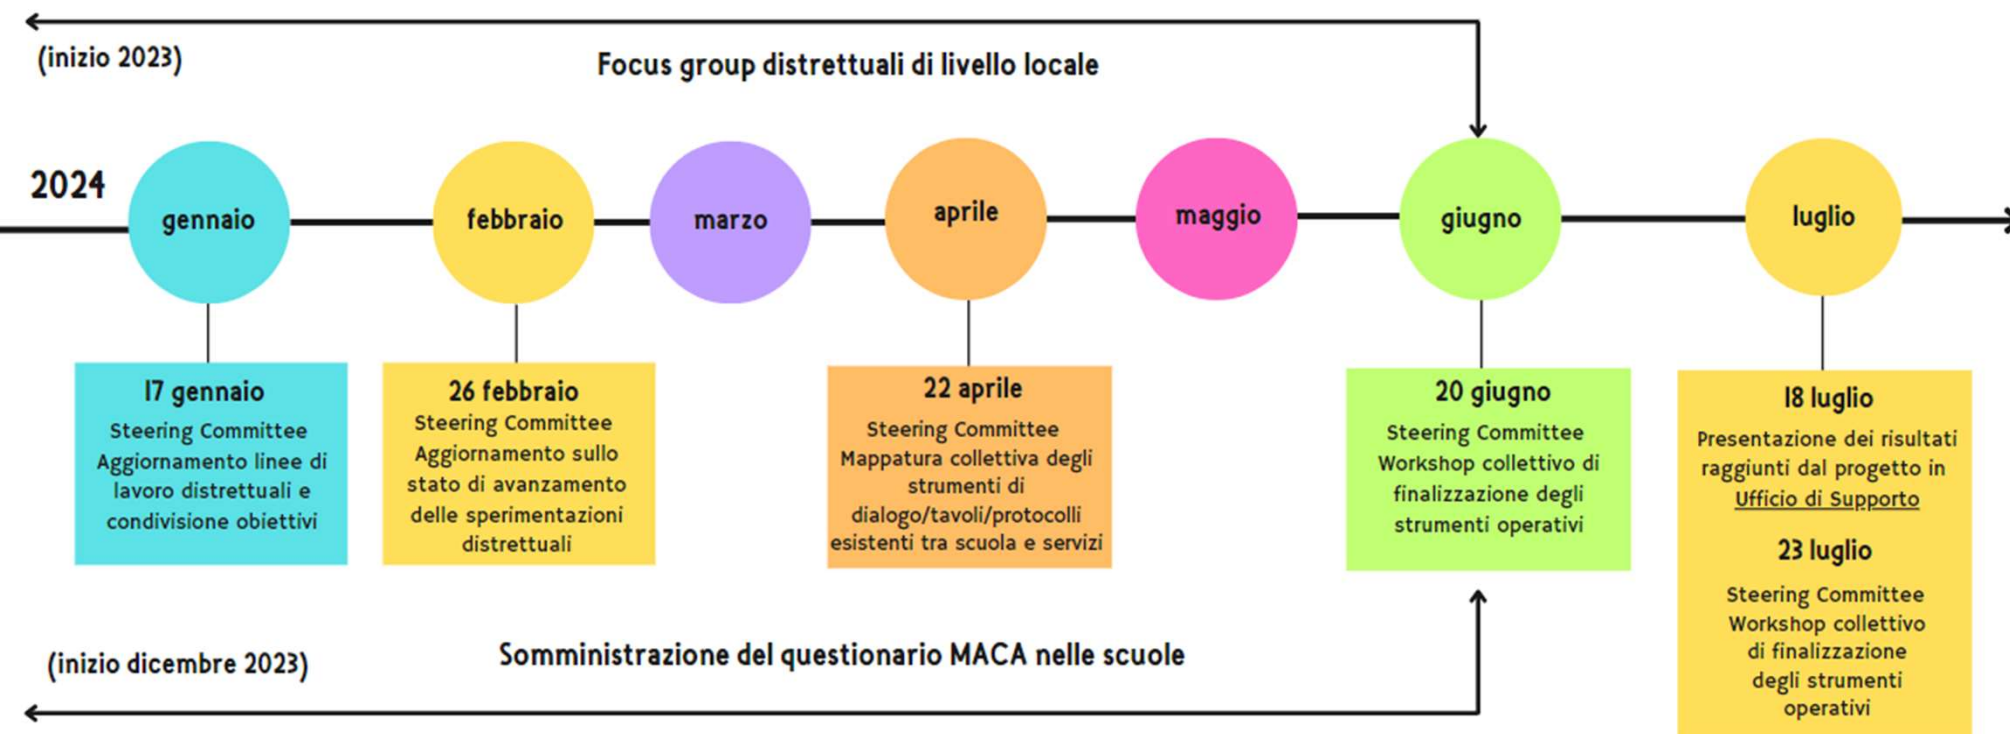 (inizio 2023)
Focus group distrettuali di livello locale
2024
gennaio
febbraio
marzo
aprile
maggio
giugno
luglio
17 gennaio
Steering Committee
Aggiornamento linee di
lavoro distrettuali e
condivisione obiettivi
26 febbraio
Steering Committee
Aggiornamento sullo
stato di avanzamento
delle sperimentazioni
distrettuali
22 aprile
Steering Committee
Mappatura collettiva degli
strumenti di
dialogo/tavoli/protocolli
esistenti tra scuola e servizi
20 giugno
Steering Committee
Workshop collettivo di
finalizzazione degli
strumenti operativi
18 luglio
Presentazione dei risultati
raggiunti dal progetto in
Ufficio di Supporto
23 luglio
Steering Committee
Workshop collettivo
di finalizzazione
degli strumenti
operativi
(inizio dicembre 2023)
Somministrazione del questionario MACA nelle scuole